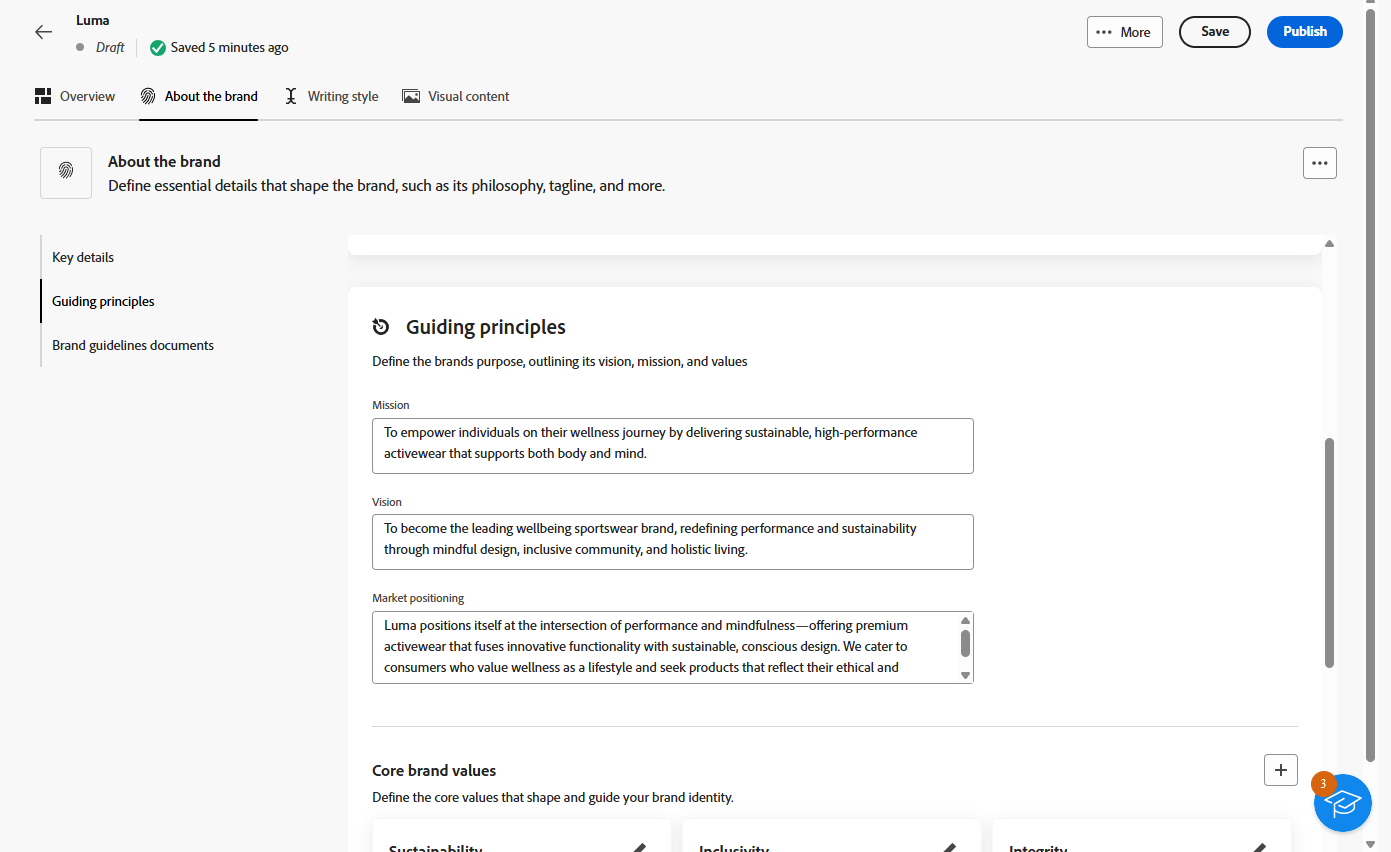 Luma
Draft
Saved 5 minutes ago
More
Save
Publish
Overview
About the brand
Writing style
Visual content
About the brand
Define essential details that shape the brand, such as its philosophy, tagline, and more.
Key details
Guiding principles
Brand guidelines documents
Guiding principles
Define the brands purpose, outlining its vision, mission, and values
Mission
To empower individuals on their wellness journey by delivering sustainable, high-performance
activewear that supports both body and mind.
Vision
To become the leading wellbeing sportswear brand, redefining performance and sustainability
through mindful design, inclusive community, and holistic living.
Market positioning
Luma positions itself at the intersection of performance and mindfulness—offering premium
activewear that fuses innovative functionality with sustainable, conscious design. We cater to
consumers who value wellness as a lifestyle and seek products that reflect their ethical and
Core brand values
Define the core values that shape and guide your brand identity.
3
Sustainability
Inclusivity
Integrity